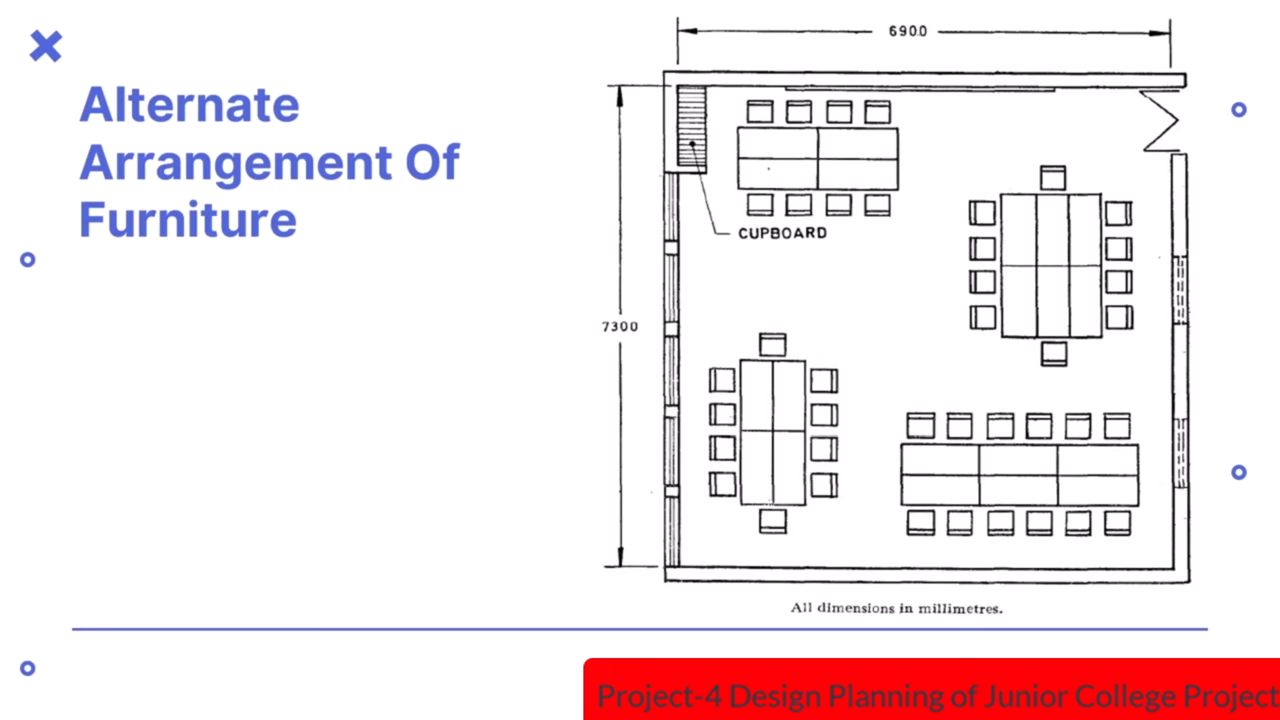 Alternate
Arrangement Of
Furniture
6900
CUPBOARD
7300
All dimensions in millimetres.
Project-4 Design Planning of Junior College Project